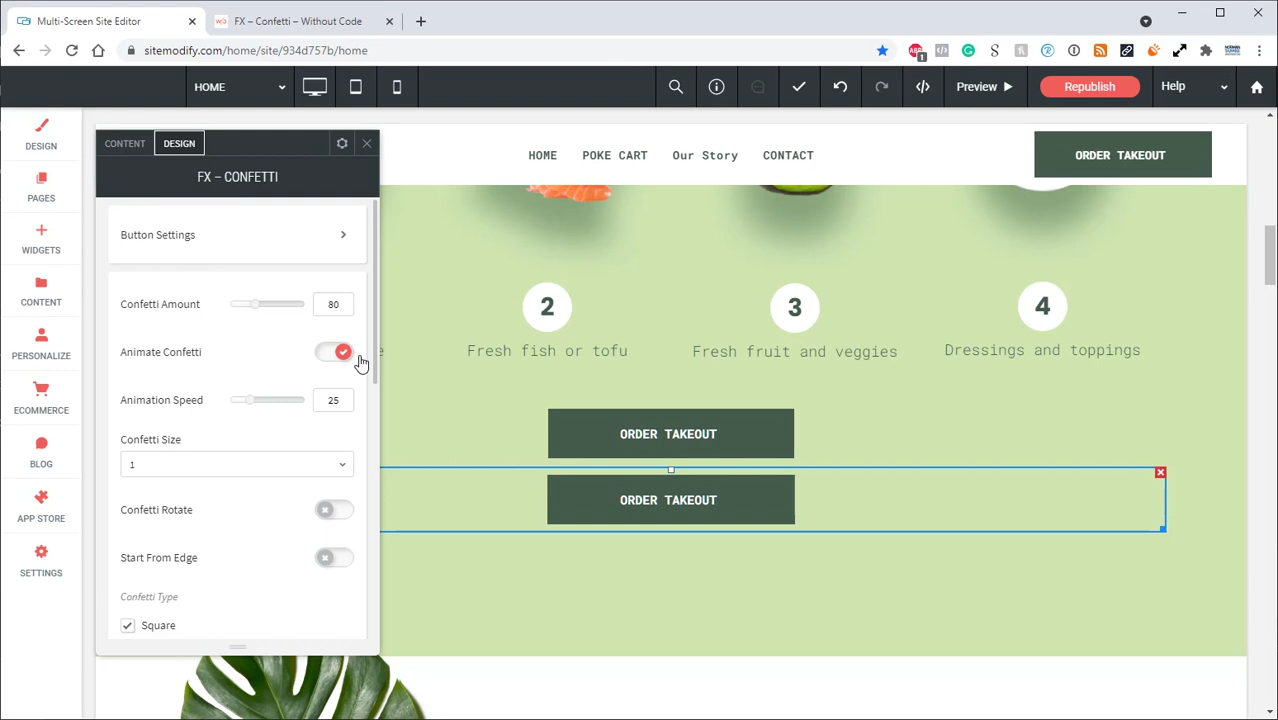 Multi-Screen Site Editor
FX – Confetti – Without Code
sitemodify.com/home/site/934d757b/home
1
HOME
Preview
Republish
Help
DESIGN
PAGES
WIDGETS
CONTENT
PERSONALIZE
ECOMMERCE
BLOG
APP STORE
SETTINGS
CONTENT
DESIGN
FX – CONFETTI
Button Settings
Confetti Amount
80
Animate Confetti
Animation Speed
25
Confetti Size
1
Confetti Rotate
Start From Edge
Confetti Type
Square
HOME
POKE CART
Our Story
CONTACT
ORDER TAKEOUT
2
3
4
Fresh fish or tofu
Fresh fruit and veggies
Dressings and toppings
ORDER TAKEOUT
ORDER TAKEOUT